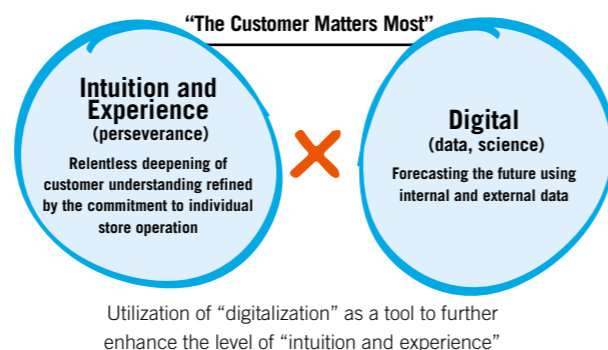 “The Customer Matters Most”
Intuition and
Experience
(perseverance)
Relentless deepening of
customer understanding refined
by the commitment to individual
store operation
Digital
(data, science)
Forecasting the future using
internal and external data
Utilization of “digitalization” as a tool to further
enhance the level of “intuition and experience”